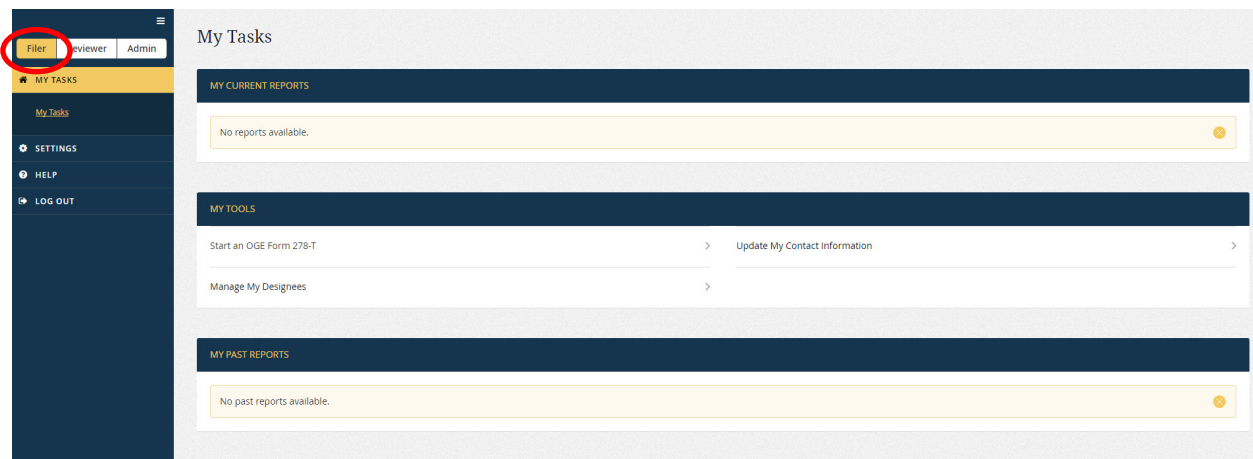 Filer eviewer Admin
MY TASKS
My Tasks
SETTINGS
HELP
LOG OUT
My Tasks
MY CURRENT REPORTS
No reports available.
MY TOOLS
Start an OGE Form 278-T
Update My Contact Information
Manage My Designees
MY PAST REPORTS
No past reports available.